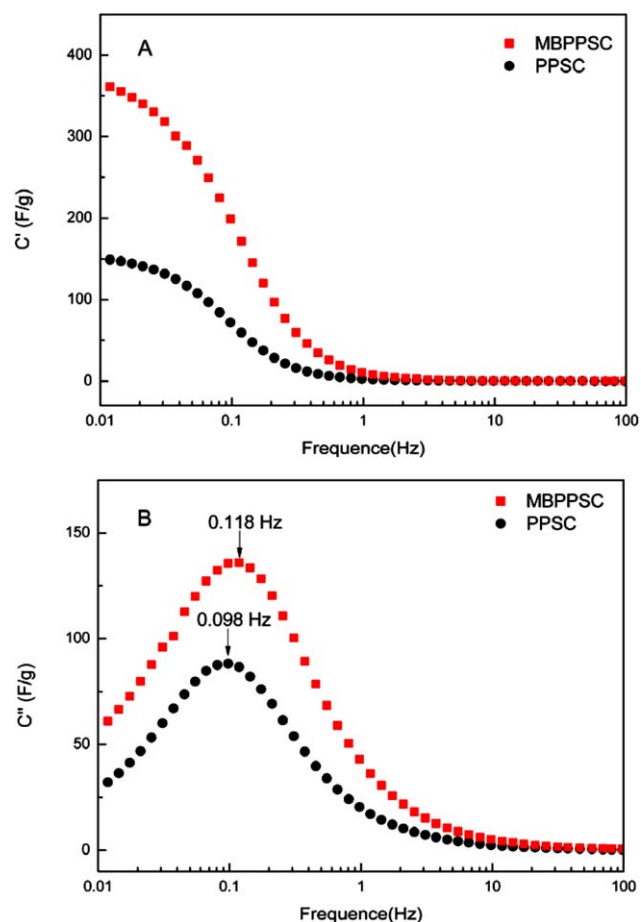 A
MBPPSC
PPSC
400
300
200
100
0
C' (F/g)
0.01
0.1
1
10
100
Frequence(Hz)
B
MBPPSC
PPSC
0.118 Hz
0.098 Hz
150
100
50
0
C'' (F/g)
0.01
0.1
1
10
100
Frequence(Hz)